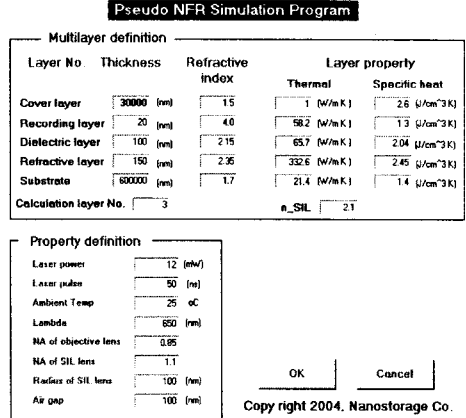 Pseudo NFR Simulation Program
Multilayer definition
Layer No. Thickness Refractive index Layer property
Thermal Specific heat
Cover layer 30000 (nm) 1.5 1 (W/m K) 2.6 (J/cm^3 K)
Recording layer 20 (nm) 4.0 58.2 (W/m K) 1.3 (J/cm^3 K)
Dielectric layer 100 (nm) 2.15 65.7 (W/m K) 2.04 (J/cm^3 K)
Refractive layer 150 (nm) 2.35 332.6 (W/m K) 2.45 (J/cm^3 K)
Substrate 600000 (nm) 1.7 21.4 (W/m K) 1.4 (J/cm^3 K)
Calculation layer No. 3 n_SIL 2.1
Property definition
Laser power 12 (mW)
Laser pulse 50 (ns)
Ambient Temp 25 oC
Lambda 650 (nm)
NA of objective lens 0.85
NA of SIL lens 1.1
Radius of SIL lens 100 (nm)
Air gap 100 (nm)
OK Cancel
Copy right 2004, Nanostorage Co.